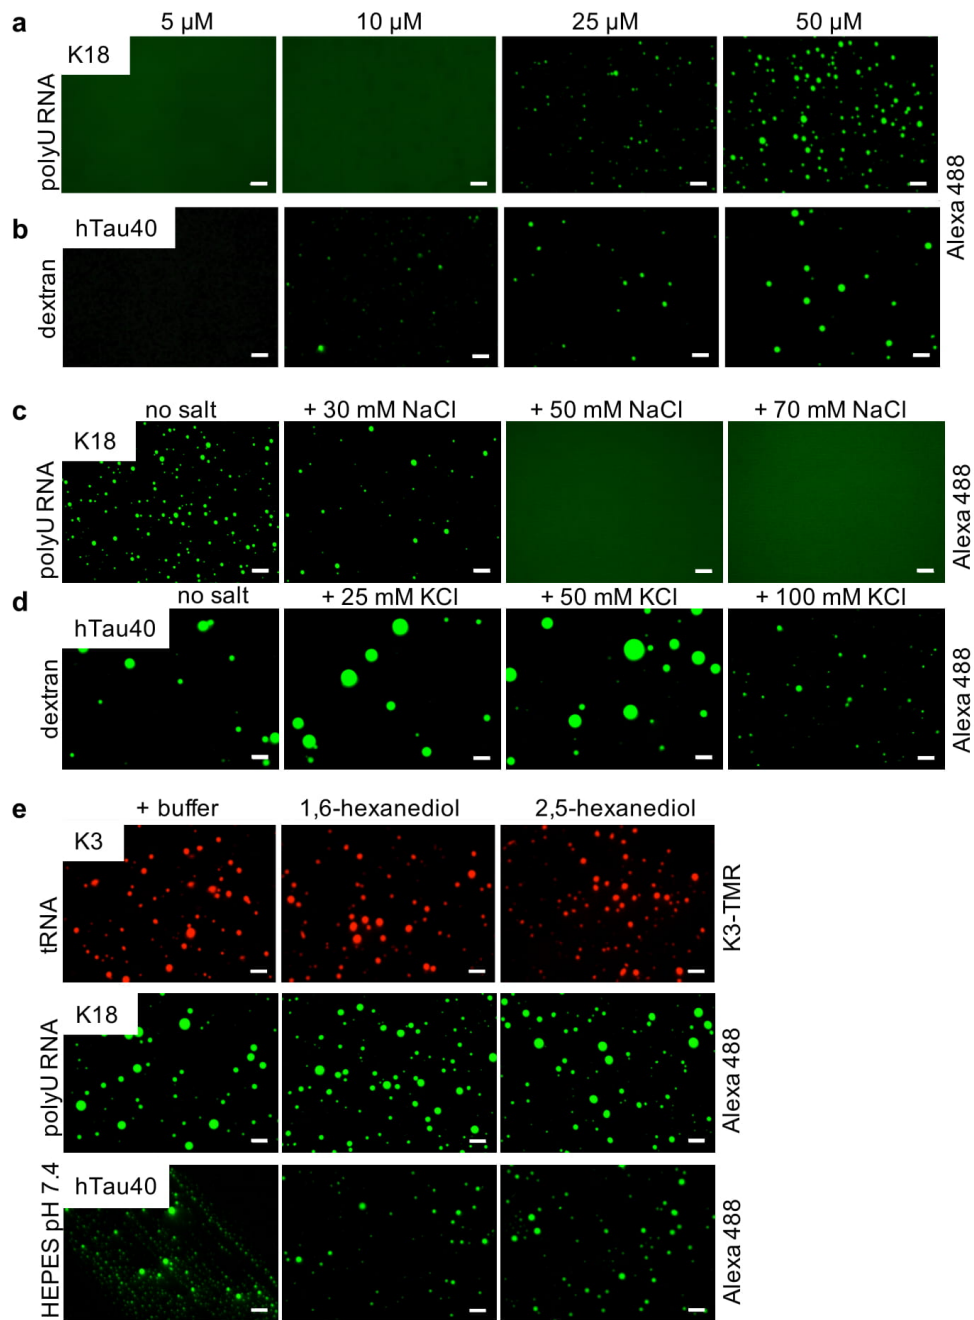 a
5 µM
10 µM
25 µM
50 µM
K18
polyU RNA
b
hTau40
dextran
Alexa 488
c
no salt
+ 30 mM NaCl
+ 50 mM NaCl
+ 70 mM NaCl
K18
polyU RNA
Alexa 488
d
no salt
+ 25 mM KCl
+ 50 mM KCl
+ 100 mM KCl
hTau40
dextran
Alexa 488
e
+ buffer
1,6-hexanediol
2,5-hexanediol
K3
tRNA
K3-TMR
K18
polyU RNA
Alexa 488
hTau40
HEPES pH 7.4
Alexa 488